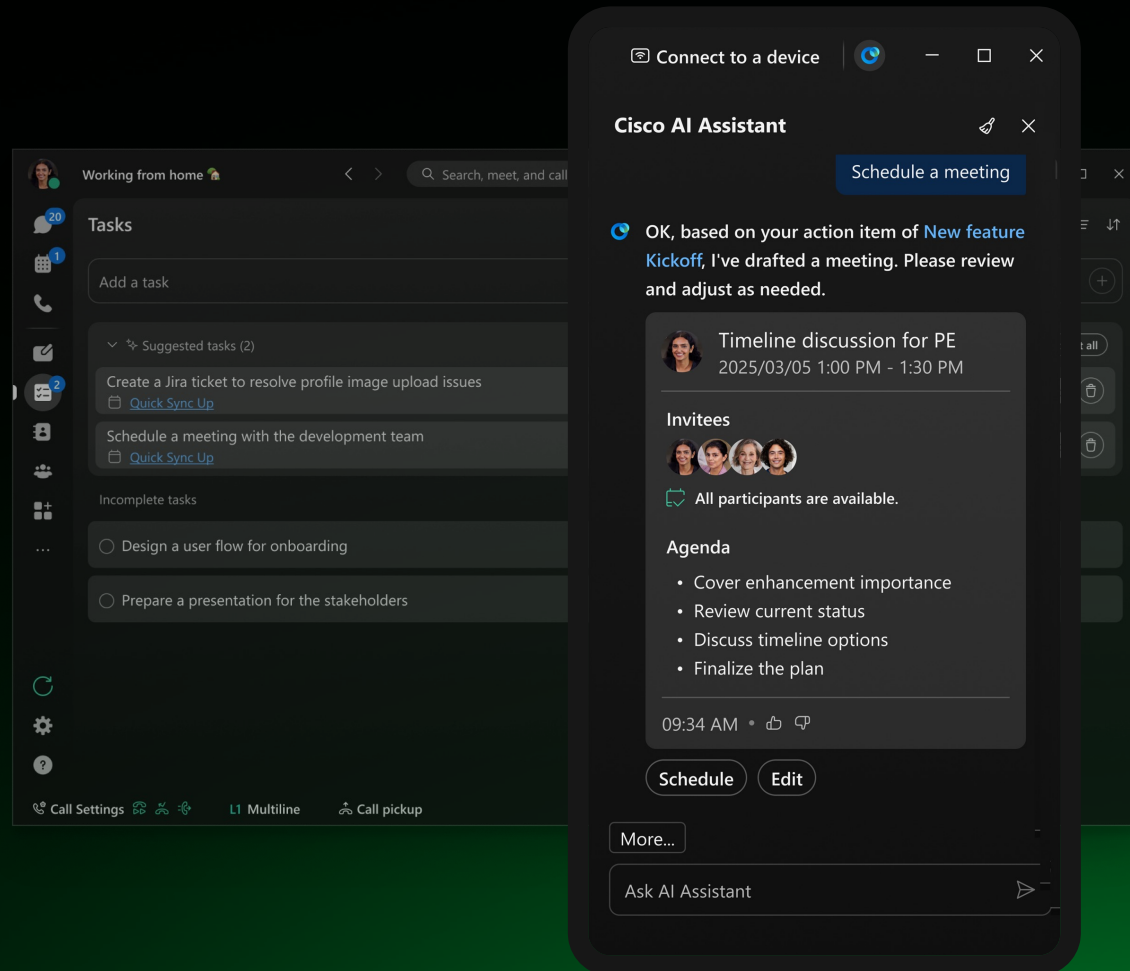 Connect to a device
Cisco AI Assistant
Schedule a meeting
OK, based on your action item of New feature
Kickoff, I've drafted a meeting. Please review
and adjust as needed.
Timeline discussion for PE
2025/03/05 1:00 PM - 1:30 PM
Invitees
All participants are available.
Agenda
• Cover enhancement importance
• Review current status
• Discuss timeline options
• Finalize the plan
09:34 AM •
Schedule
Edit
More...
Ask AI Assistant
Working from home
Search, meet, and call
20
1
2
Tasks
Add a task
Suggested tasks (2)
t all
Create a Jira ticket to resolve profile image upload issues
Quick Sync Up
Schedule a meeting with the development team
Quick Sync Up
Incomplete tasks
Design a user flow for onboarding
Prepare a presentation for the stakeholders
Call Settings
L1 Multiline
Call pickup